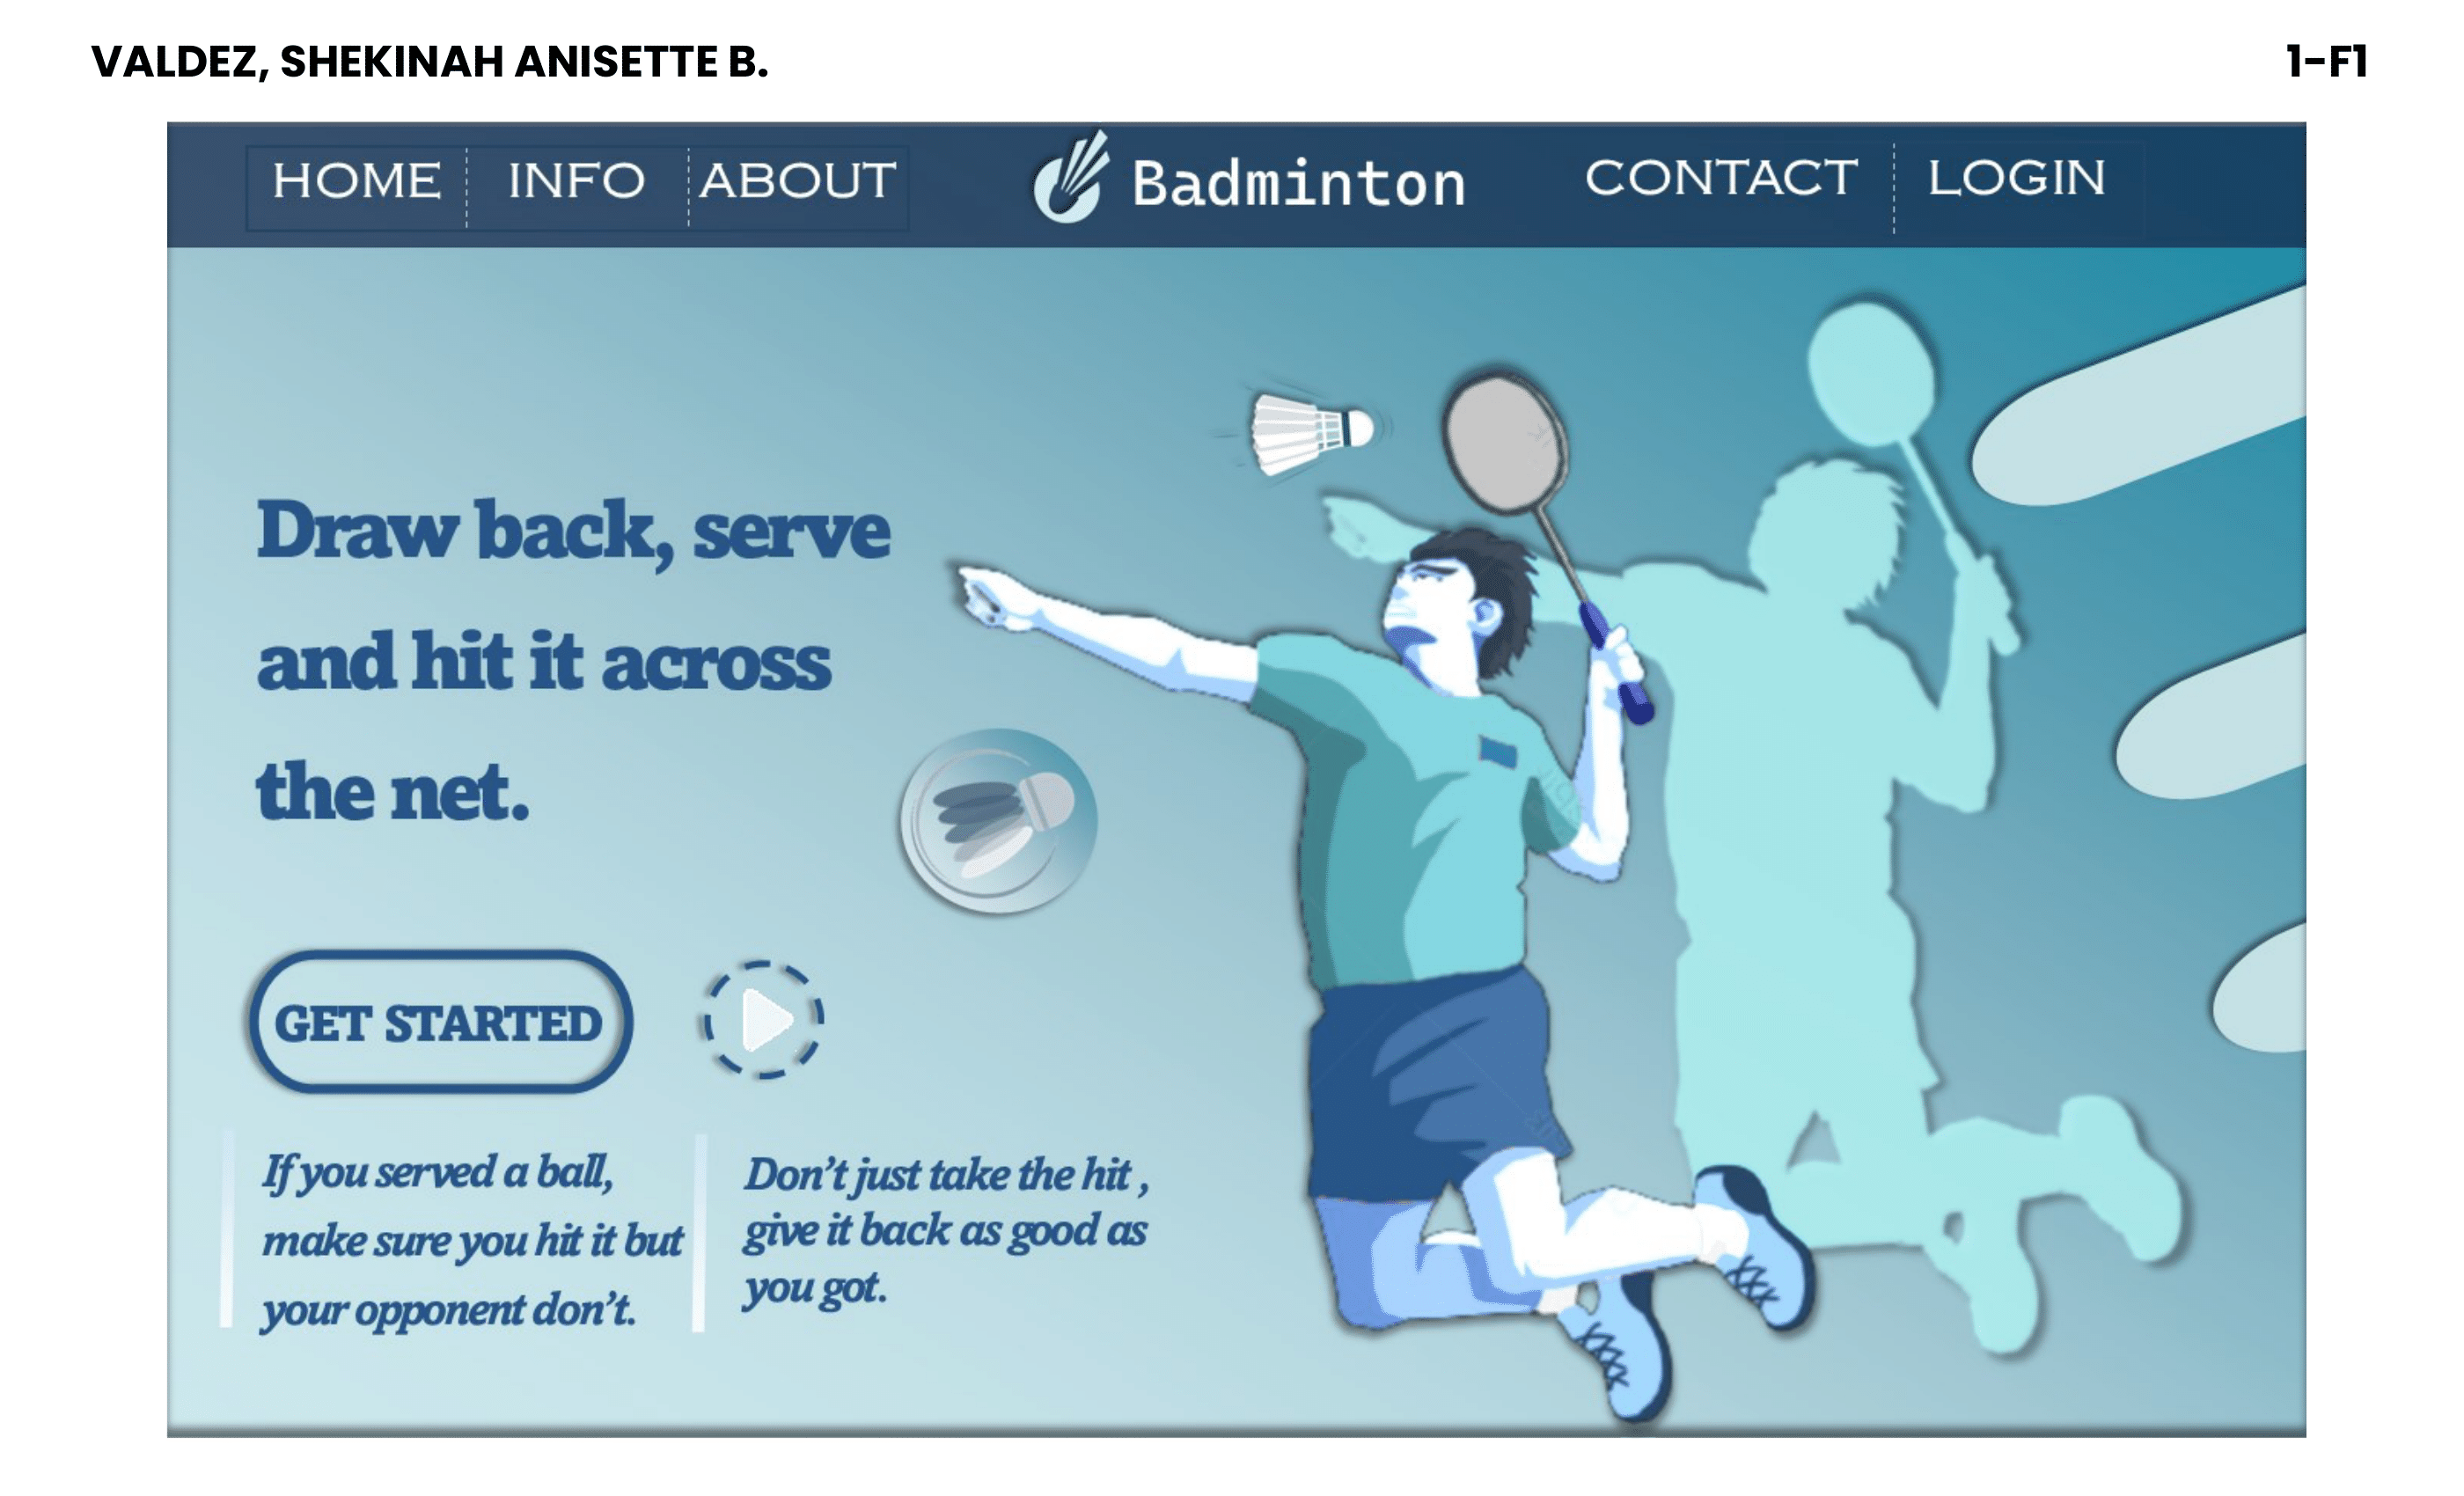 VALDEZ, SHEKINAH ANISETTE B.
1-F1
HOME INFO ABOUT
Badminton
CONTACT LOGIN
Draw back, serve
and hit it across
the net.
GET STARTED
If you served a ball,
make sure you hit it but
your opponent don't.
Don't just take the hit ,
give it back as good as
you got.